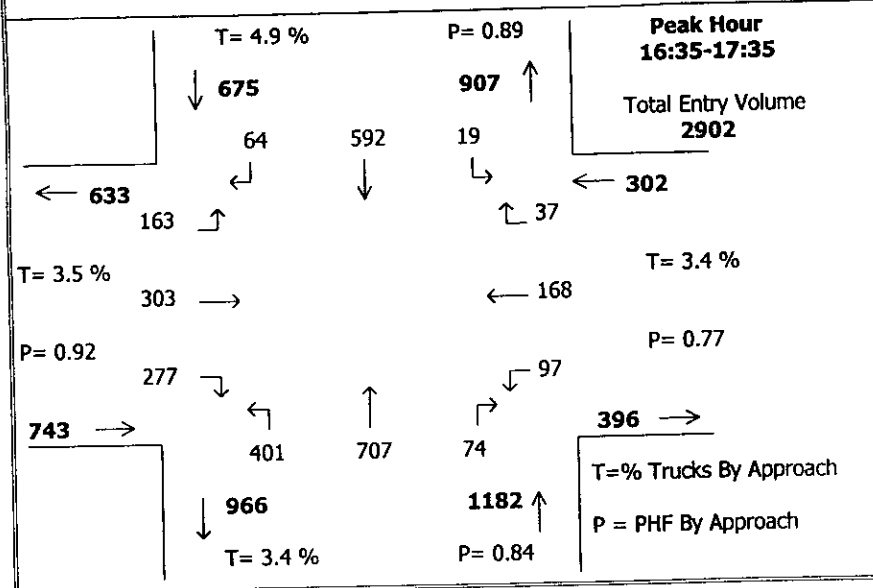 T= 4.9 %
P= 0.89
Peak Hour
16:35-17:35
675
907
Total Entry Volume
2902
64
592
19
633
302
163
37
T= 3.5 %
T= 3.4 %
303
168
P= 0.92
P= 0.77
277
97
743
396
401
707
74
T=% Trucks By Approach
966
1182
P = PHF By Approach
T= 3.4 %
P= 0.84